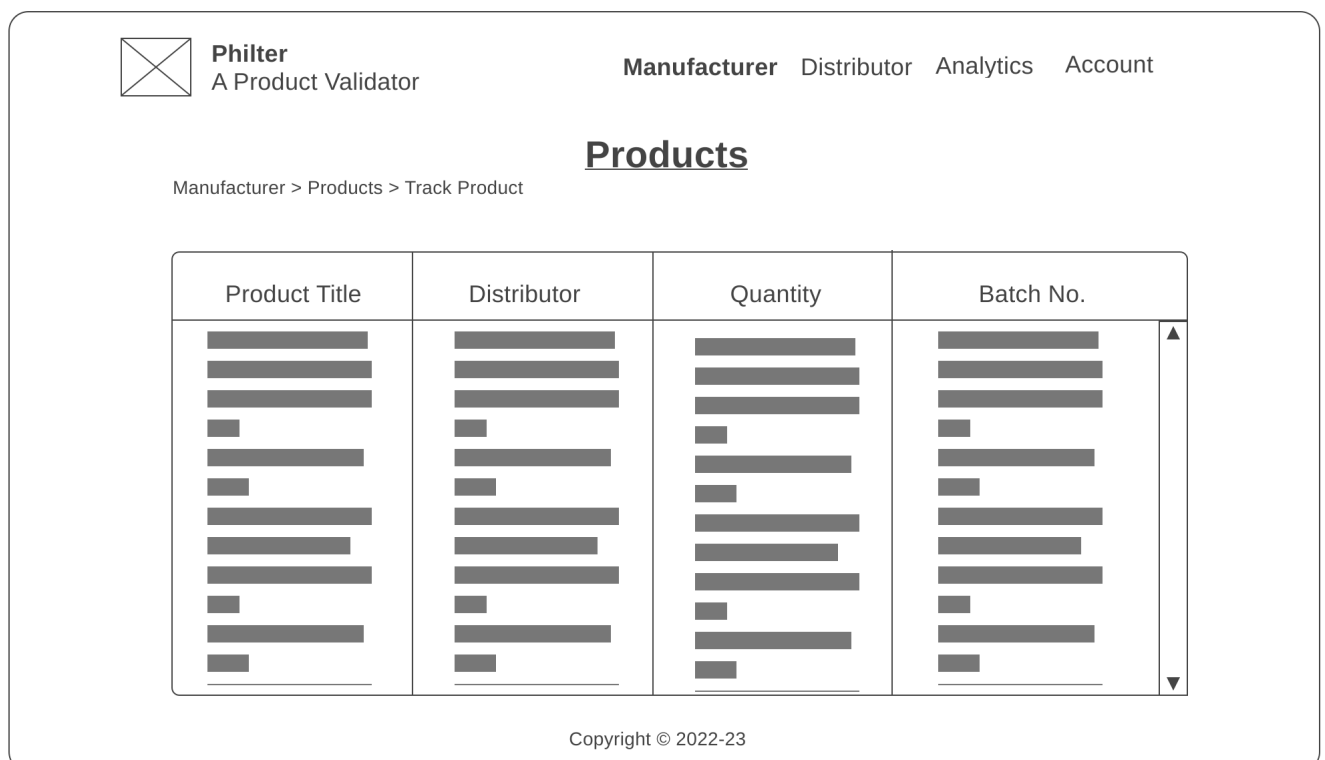 Philter
A Product Validator
Manufacturer Distributor Analytics Account
Products
Manufacturer > Products > Track Product
Product Title Distributor Quantity Batch No.
Copyright © 2022-23